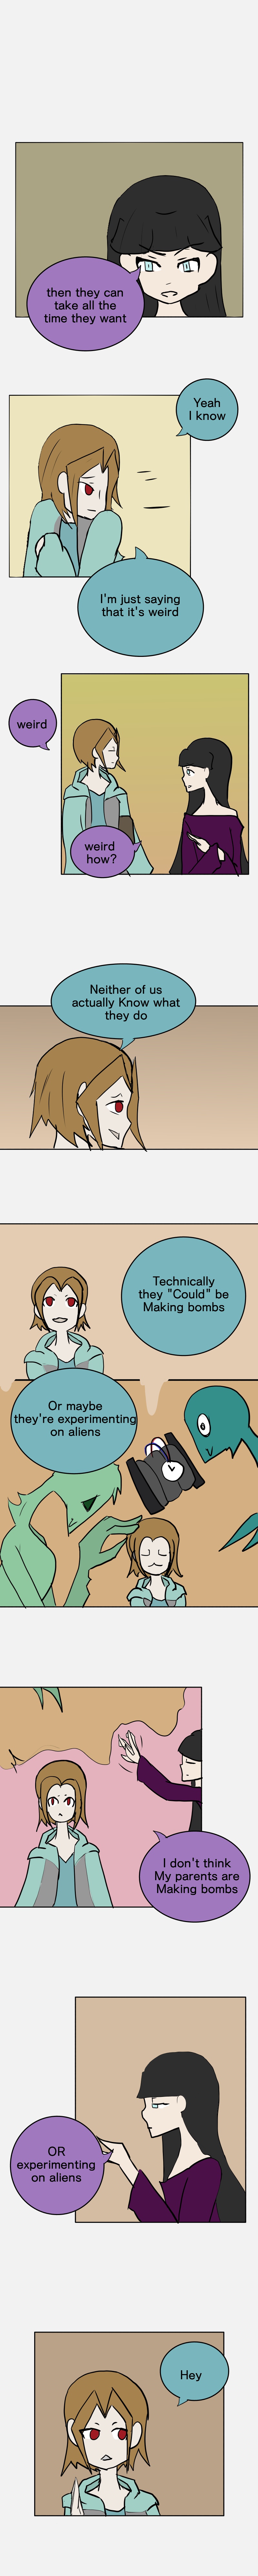 then they can
take all the
time they want
Yeah
I know
I'm just saying
that it's weird
weird
weird
how?
Neither of us
actually Know what
they do
Technically
they "Could" be
Making bombs
Or maybe
they're experimenting
on aliens
I don't think
My parents are
Making bombs
OR
experimenting
on aliens
Hey